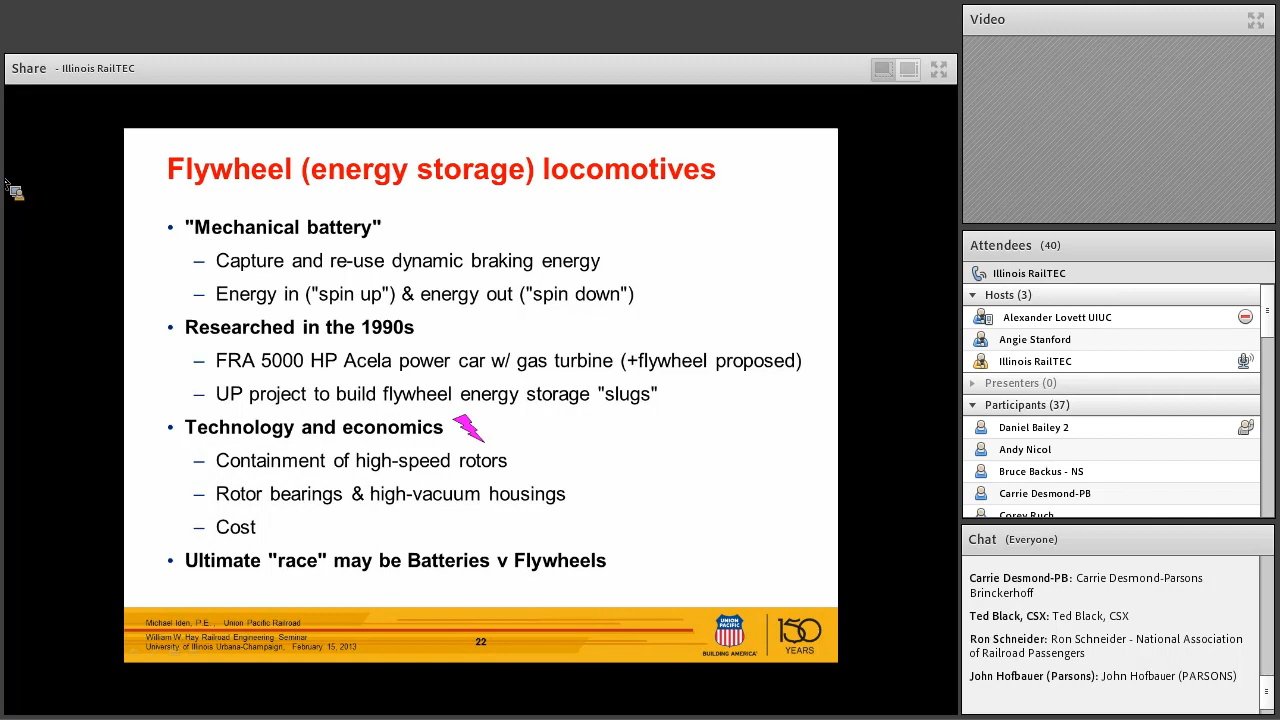 Share - Illinois RailTEC
Flywheel (energy storage) locomotives
• "Mechanical battery"
– Capture and re-use dynamic braking energy
– Energy in ("spin up") & energy out ("spin down")
• Researched in the 1990s
– FRA 5000 HP Acela power car w/ gas turbine (+flywheel proposed)
– UP project to build flywheel energy storage "slugs"
• Technology and economics
– Containment of high-speed rotors
– Rotor bearings & high-vacuum housings
– Cost
• Ultimate "race" may be Batteries v Flywheels
Michael Iden, P.E., Union Pacific Railroad
William W. Hay Railroad Engineering Seminar
University of Illinois Urbana-Champaign, February 15, 2013
22
UNION
PACIFIC
BUILDING AMERICA®
150
YEARS
Video
Attendees (40)
Illinois RailTEC
Hosts (3)
Alexander Lovett UIUC
Angie Stanford
Illinois RailTEC
Presenters (0)
Participants (37)
Daniel Bailey 2
Andy Nicol
Bruce Backus - NS
Carrie Desmond-PB
Corey Ruch
Chat (Everyone)
Carrie Desmond-PB: Carrie Desmond-Parsons
Brinckerhoff
Ted Black, CSX: Ted Black, CSX
Ron Schneider: Ron Schneider - National Association
of Railroad Passengers
John Hofbauer (Parsons): John Hofbauer (PARSONS)